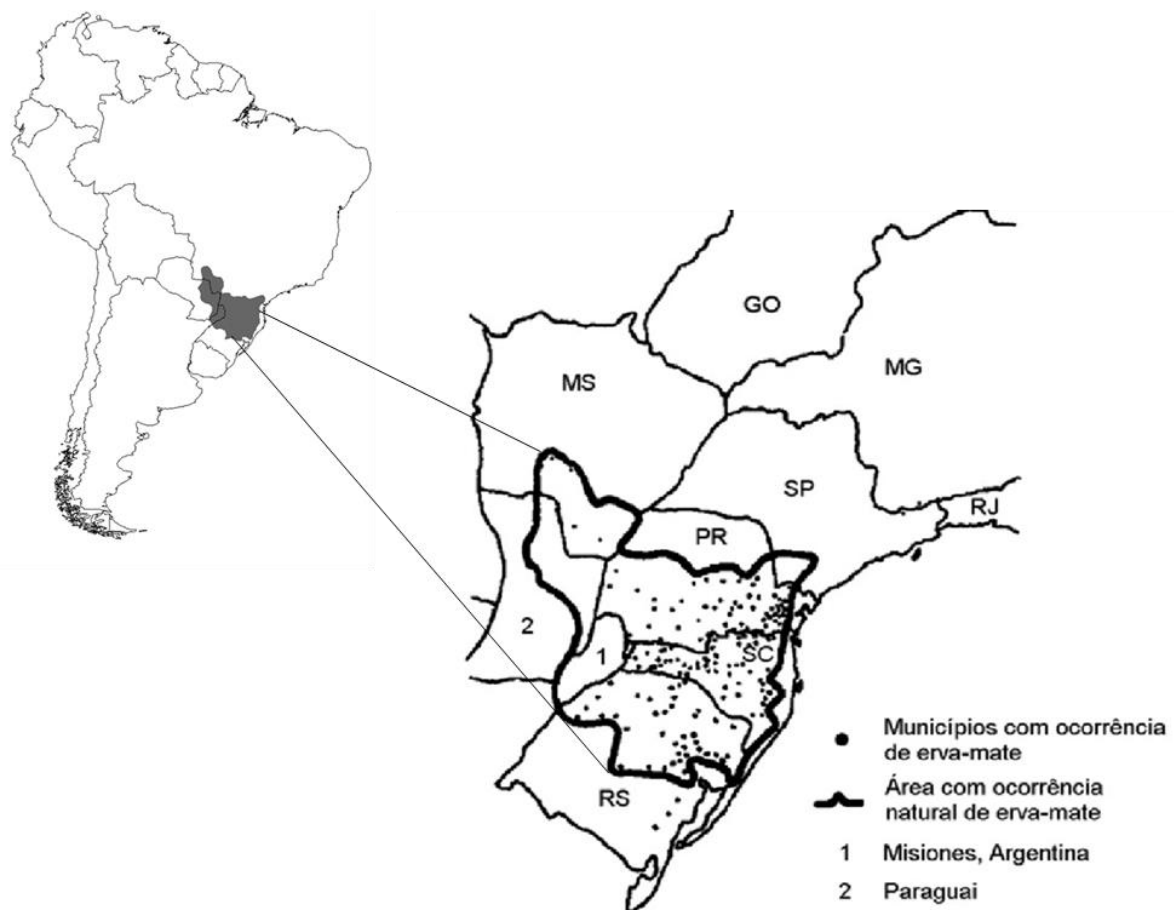 GO
MS
MG
SP
RJ
PR
2
1
SC
RS
Municípios com ocorrência
de erva-mate
Área com ocorrência
natural de erva-mate
1 Misiones, Argentina
2 Paraguai